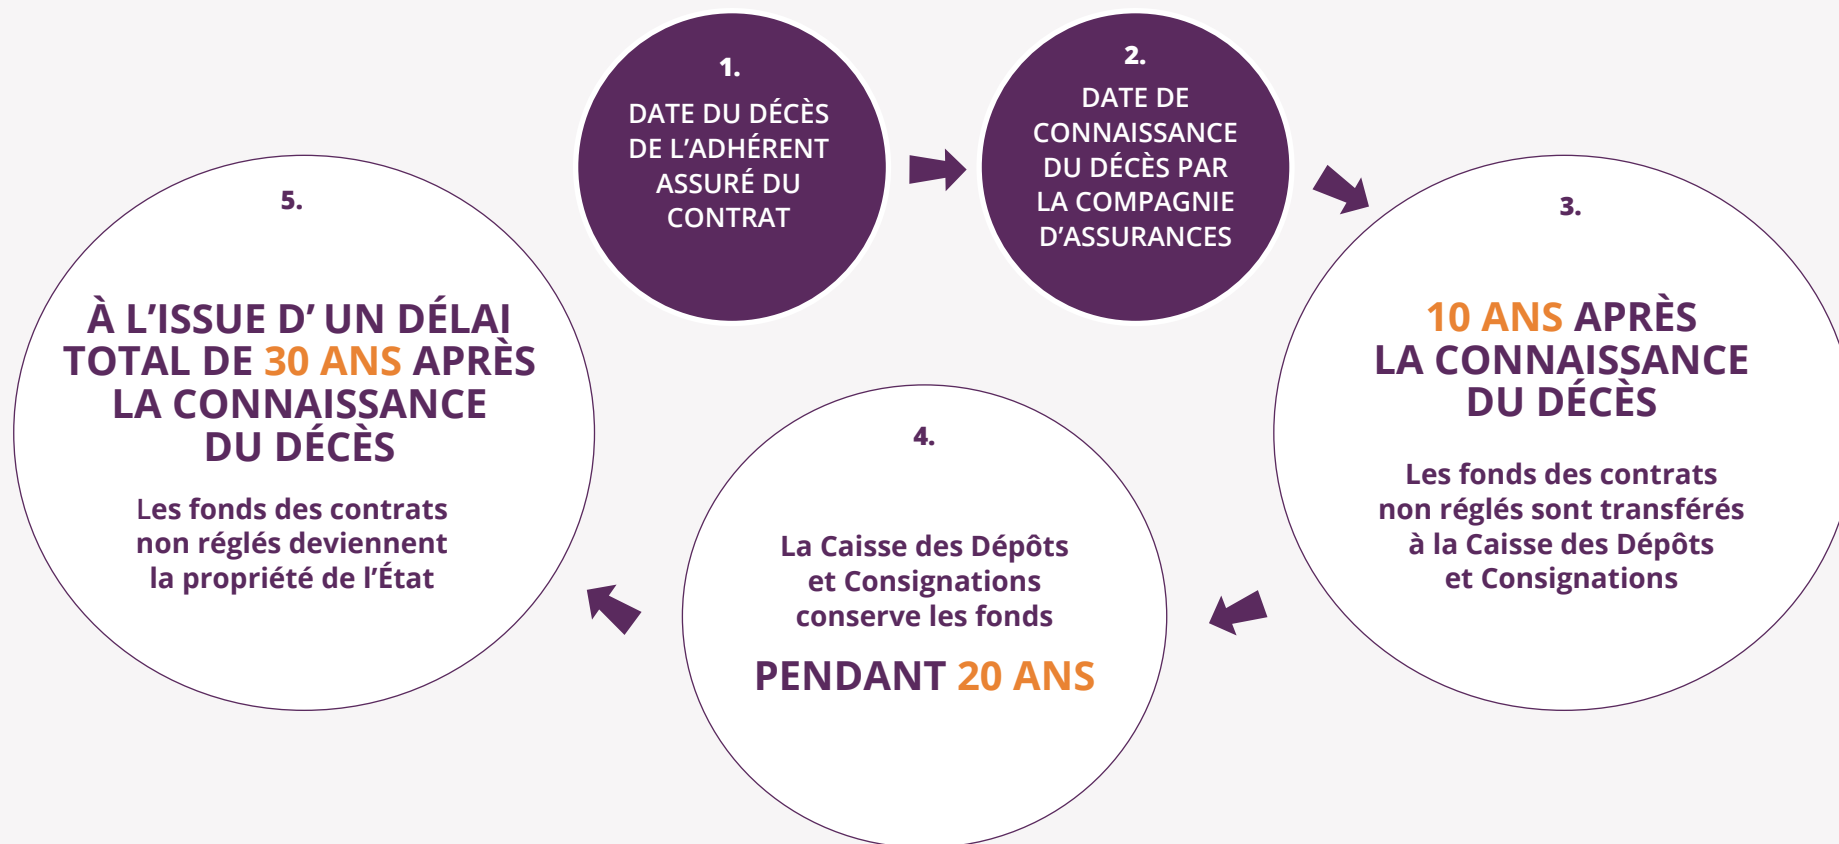 1.
DATE DU DÉCÈS
DE L’ADHÉRENT
ASSURÉ DU
CONTRAT
2.
DATE DE
CONNAISSANCE
DU DÉCÈS PAR
LA COMPAGNIE
D’ASSURANCES
3.
10 ANS APRÈS
LA CONNAISSANCE
DU DÉCÈS
Les fonds des contrats
non réglés sont transférés
à la Caisse des Dépôts
et Consignations
4.
La Caisse des Dépôts
et Consignations
conserve les fonds
PENDANT 20 ANS
5.
À L’ISSUE D’ UN DÉLAI
TOTAL DE 30 ANS APRÈS
LA CONNAISSANCE
DU DÉCÈS
Les fonds des contrats
non réglés deviennent
la propriété de l’État